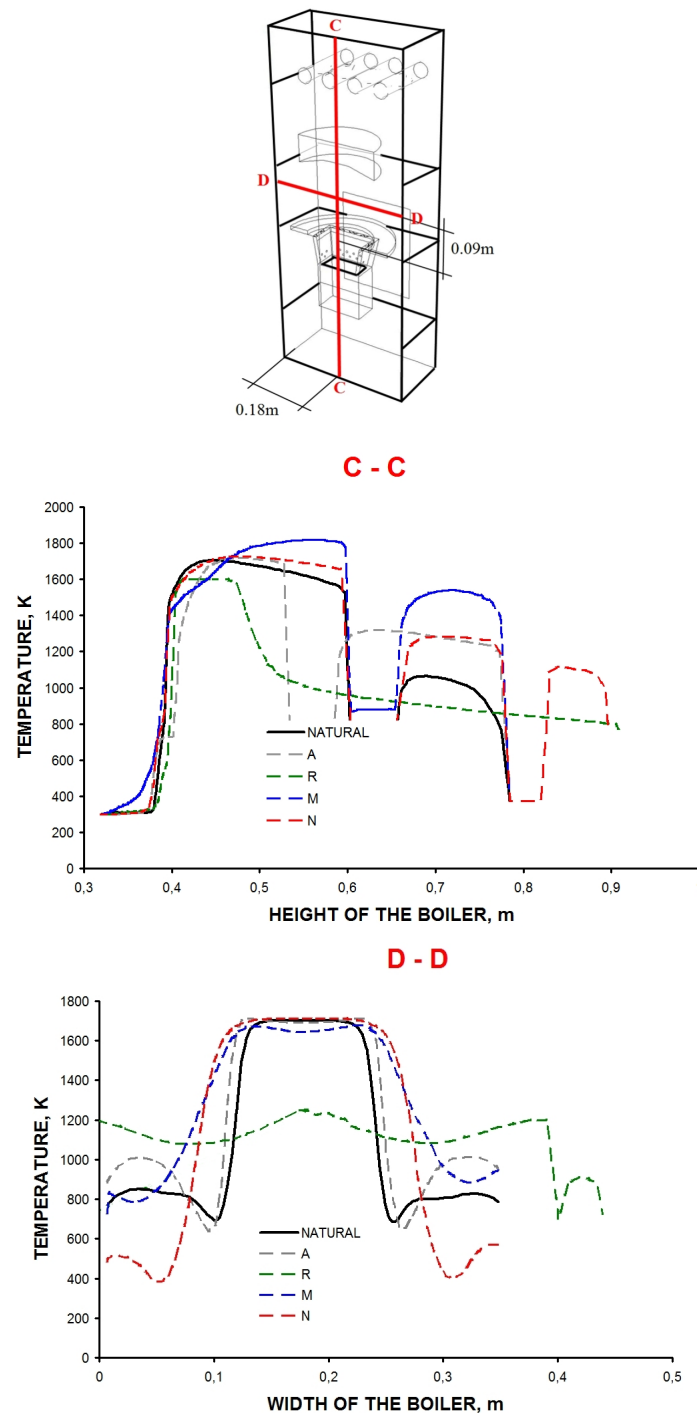 C
D
D
0.09m
C
0.18m
C - C
TEMPERATURE, K
2000
1800
1600
1400
1200
1000
800
600
400
200
0
NATURAL
A
R
M
N
0,3 0,4 0,5 0,6 0,7 0,8 0,9
HEIGHT OF THE BOILER, m
D - D
TEMPERATURE, K
1800
1600
1400
1200
1000
800
600
400
200
0
NATURAL
A
R
M
N
0 0,1 0,2 0,3 0,4 0,5
WIDTH OF THE BOILER, m